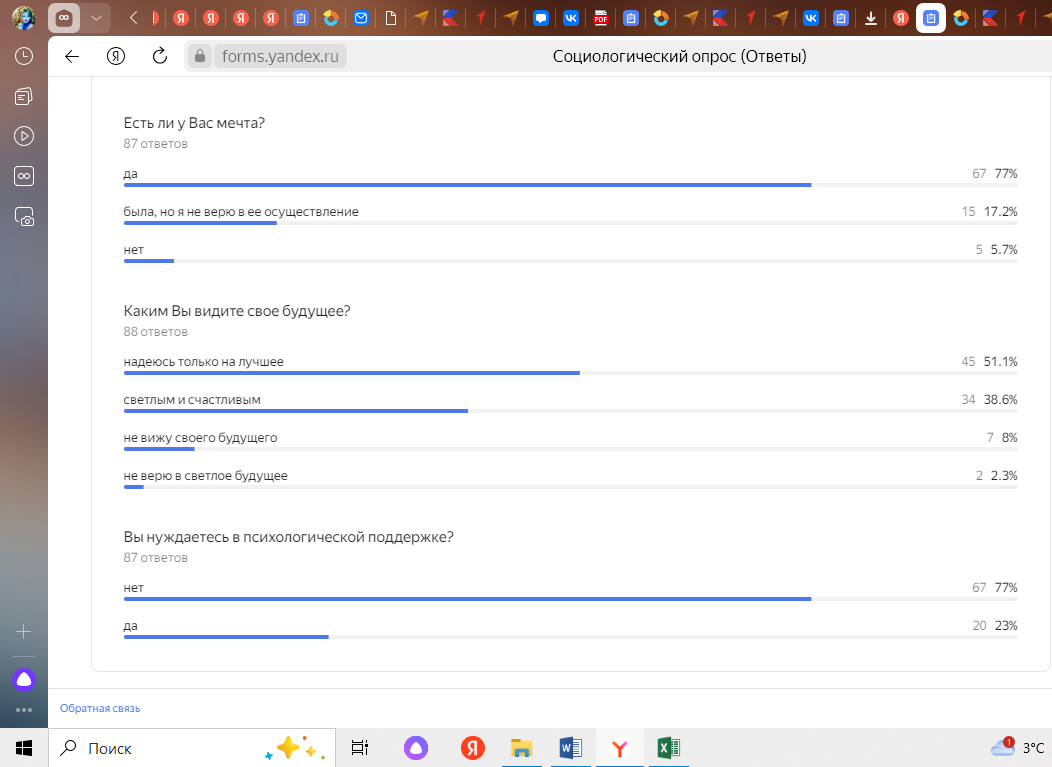 forms.yandex.ru
Социологический опрос (Ответы)
Есть ли у Вас мечта?
87 ответов
да 67 77%
была, но я не верю в ее осуществление 15 17.2%
нет 5 5.7%
Каким Вы видите свое будущее?
88 ответов
надеюсь только на лучшее 45 51.1%
светлым и счастливым 34 38.6%
не вижу своего будущего 7 8%
не верю в светлое будущее 2 2.3%
Вы нуждаетесь в психологической поддержке?
87 ответов
нет 67 77%
да 20 23%
Обратная связь
Поиск
1 3°C